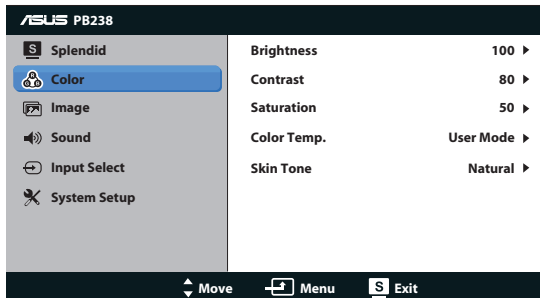 ASUS PB238
S Splendid
Color
Image
Sound
Input Select
System Setup
Brightness 100
Contrast 80
Saturation 50
Color Temp. User Mode
Skin Tone Natural
Move Menu S Exit